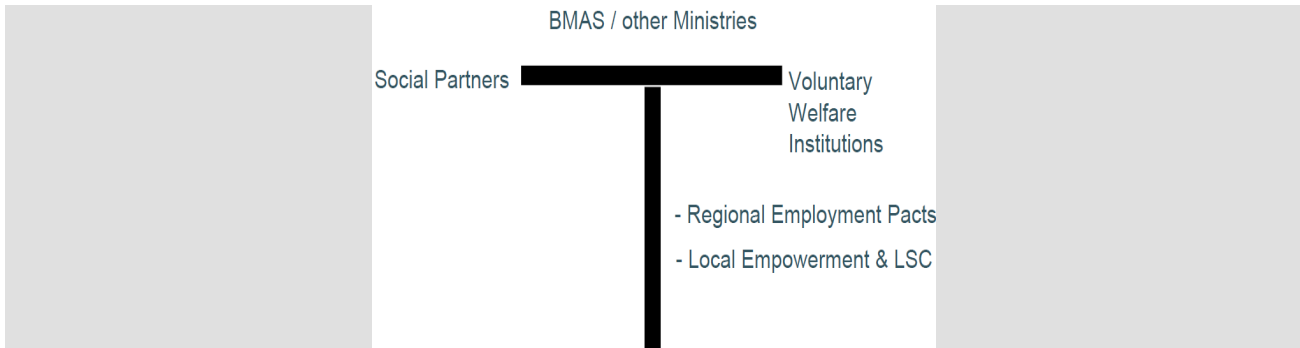 BMAS / other Ministries
Social Partners
Voluntary
Welfare
Institutions
- Regional Employment Pacts
- Local Empowerment & LSC